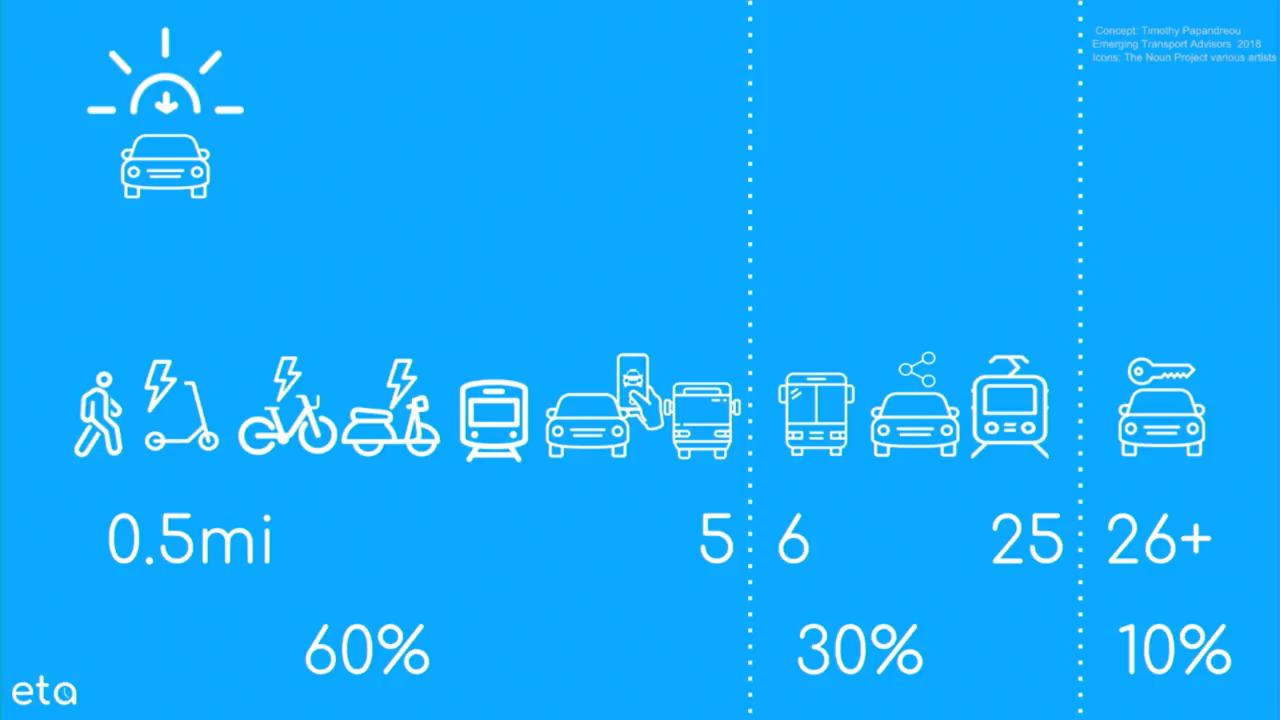 Concept: Timothy Papandreou
Emerging Transport Advisors 2018
Icons: The Noun Project various artists
0.5mi 5 6 25 26+
60% 30% 10%
eta